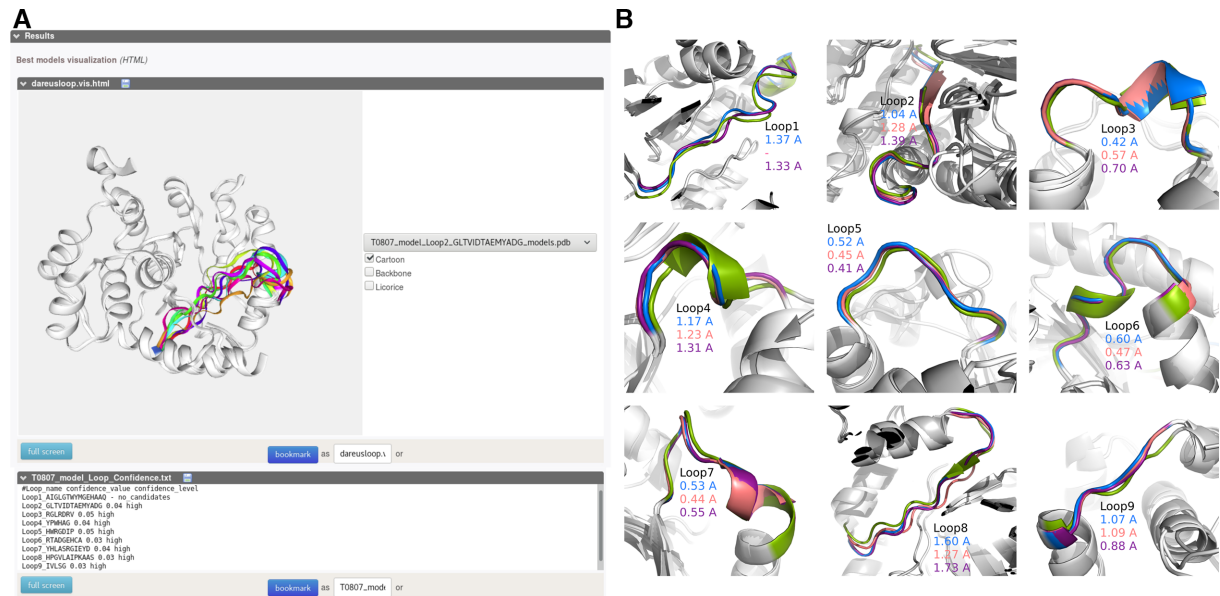 A
Results
Best models visualization (HTML)
dareusloop.vis.html
T0807_model_Loop2_GLTVIDTAEMYADG_models.pdb
Cartoon
Backbone
Licorice
full screen
bookmark as dareusloop.v or
T0807_model_Loop_Confidence.txt
#Loop_name confidence_value confidence_level
Loop1_AIGLGTWYMGEHAAQ - no_candidates
Loop2_GLTVIDTAEMYADG 0.04 high
Loop3_RGLRDRV 0.05 high
Loop4_YPWHAG 0.04 high
Loop5_HWRGDIP 0.05 high
Loop6_RTADGEHCA 0.03 high
Loop7_YHLASRGIEYD 0.04 high
Loop8_HPGVLAIPKAAS 0.03 high
Loop9_IVLSG 0.03 high
full screen
bookmark as T0807_mode or
B
Loop1
1.37 A
-
1.33 A
Loop2
1.04 A
1.28 A
1.39 A
Loop3
0.42 A
0.57 A
0.70 A
Loop4
1.17 A
1.23 A
1.31 A
Loop5
0.52 A
0.45 A
0.41 A
Loop6
0.60 A
0.47 A
0.63 A
Loop7
0.53 A
0.44 A
0.55 A
Loop8
1.60 A
A
1.73 A
Loop9
1.07 A
1.09 A
0.88 A